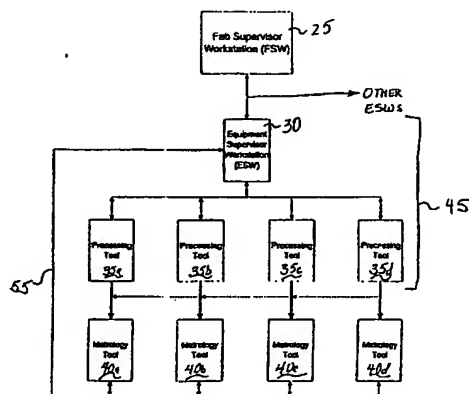 Fab Supervisor
Workstation (FSW)
25
OTHER
ESWs
30
Equipment
Supervisor
Workstation
(ESW)
45
Processing
Tool
35a
Processing
Tool
35b
Processing
Tool
35c
Processing
Tool
35d
55
Metrology
Tool
40a
Metrology
Tool
40b
Metrology
Tool
40c
Metrology
Tool
40d